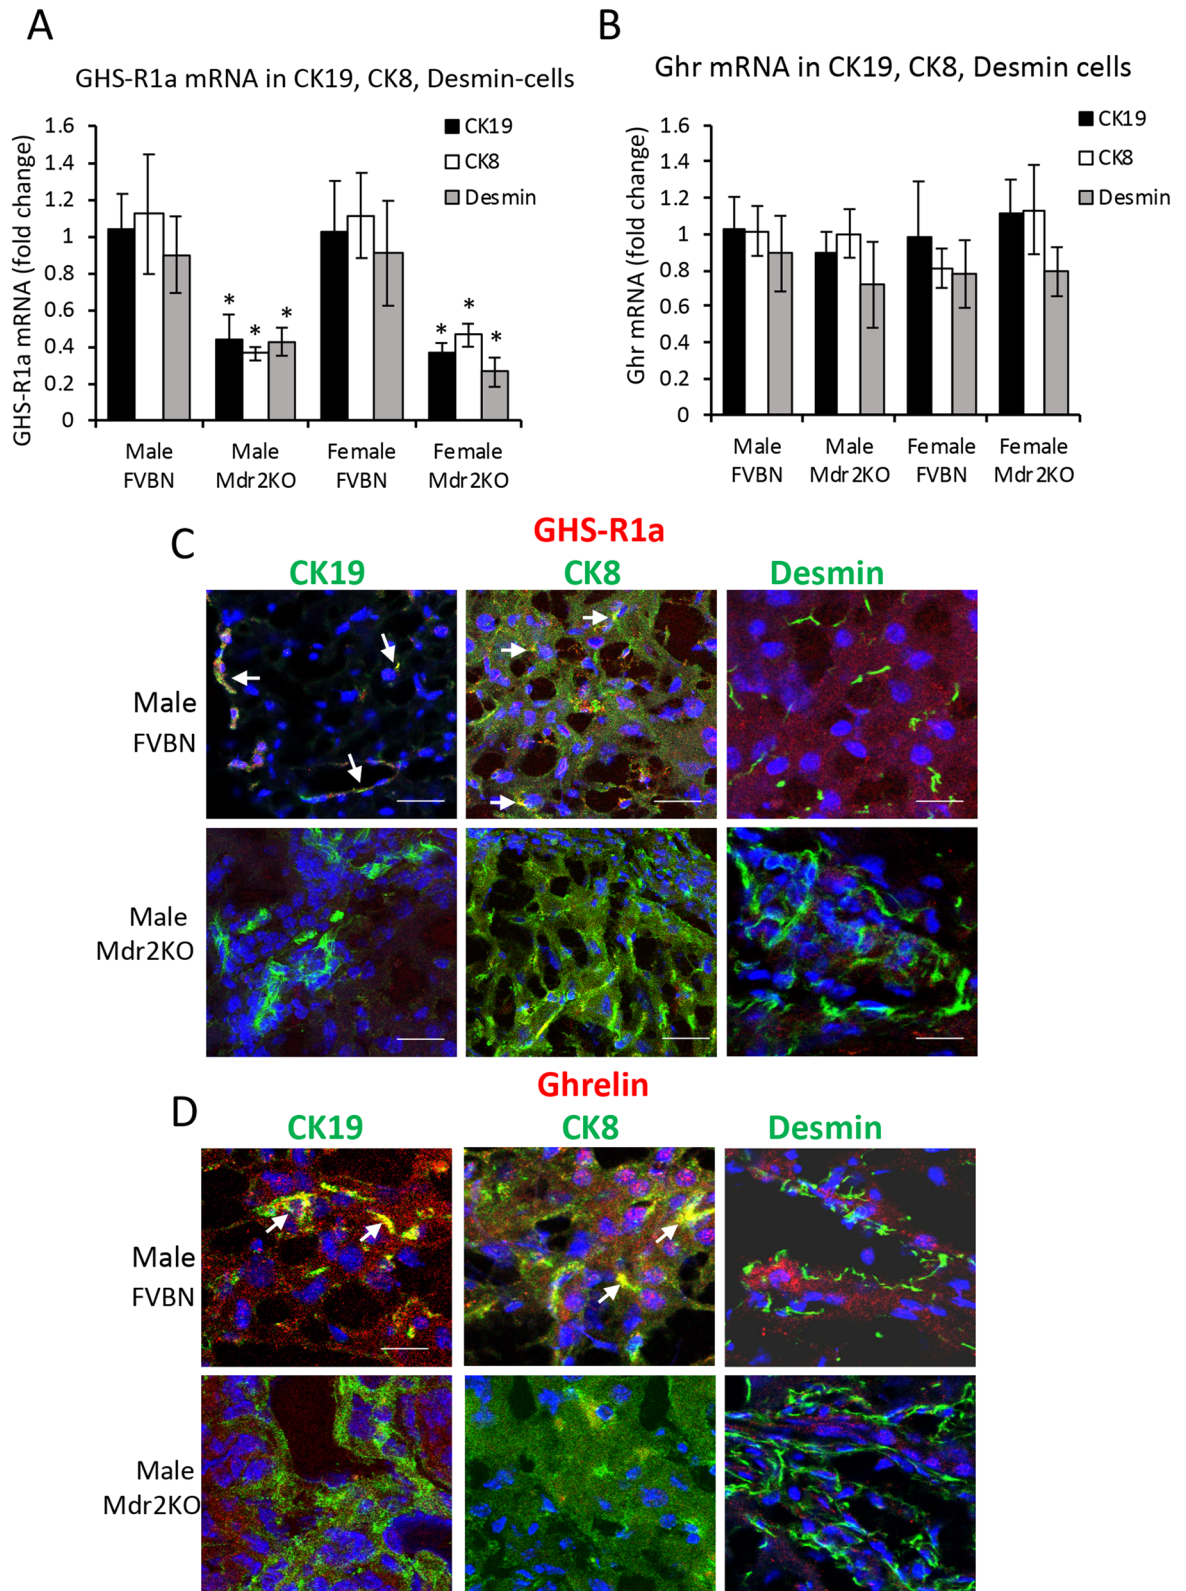 A
GHS-R1a mRNA in CK19, CK8, Desmin-cells
GHS-R1a mRNA (fold change)
1.6
1.4
1.2
1
0.8
0.6
0.4
0.2
0
CK19
CK8
Desmin
* * *
* * *
Male
FVBN
Male
Mdr2KO
Female
FVBN
Female
Mdr2KO
B
Ghr mRNA in CK19, CK8, Desmin cells
Ghr mRNA (fold change)
1.6
1.4
1.2
1
0.8
0.6
0.4
0.2
0
CK19
CK8
Desmin
Male
FVBN
Male
Mdr2KO
Female
FVBN
Female
Mdr2KO
C
GHS-R1a
CK19 CK8 Desmin
Male
FVBN
Male
Mdr2KO
D
Ghrelin
CK19 CK8 Desmin
Male
FVBN
Male
Mdr2KO